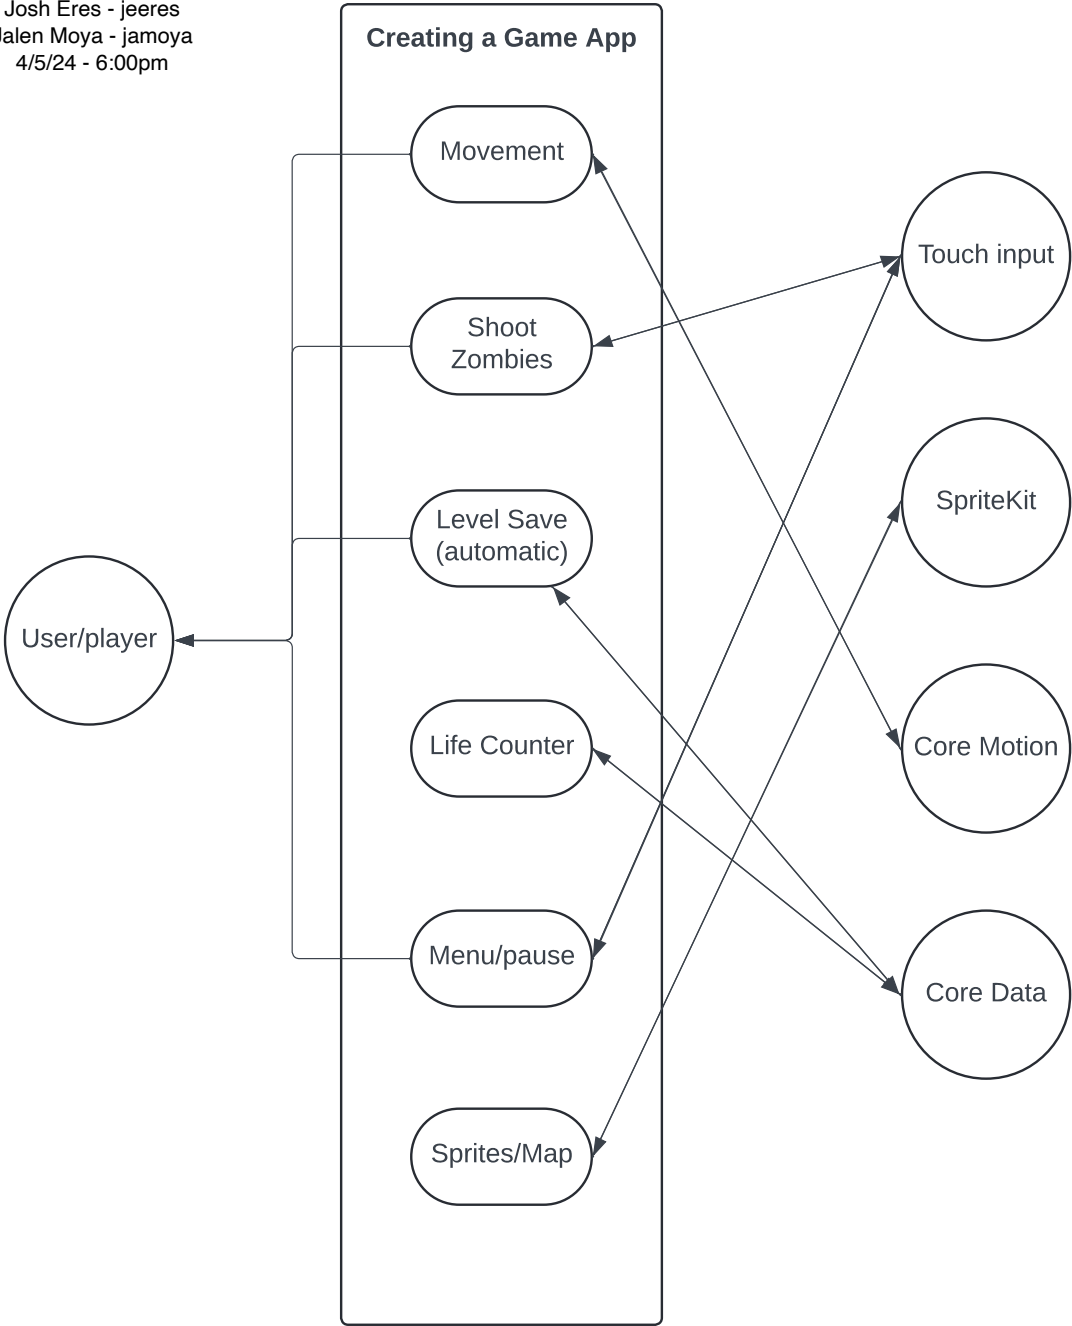 Josh Eres - jeeres
Jalen Moya - jamoya
4/5/24 - 6:00pm
Creating a Game App
Movement
Shoot
Zombies
Level Save
(automatic)
Life Counter
Menu/pause
Sprites/Map
User/player
Touch input
SpriteKit
Core Motion
Core Data